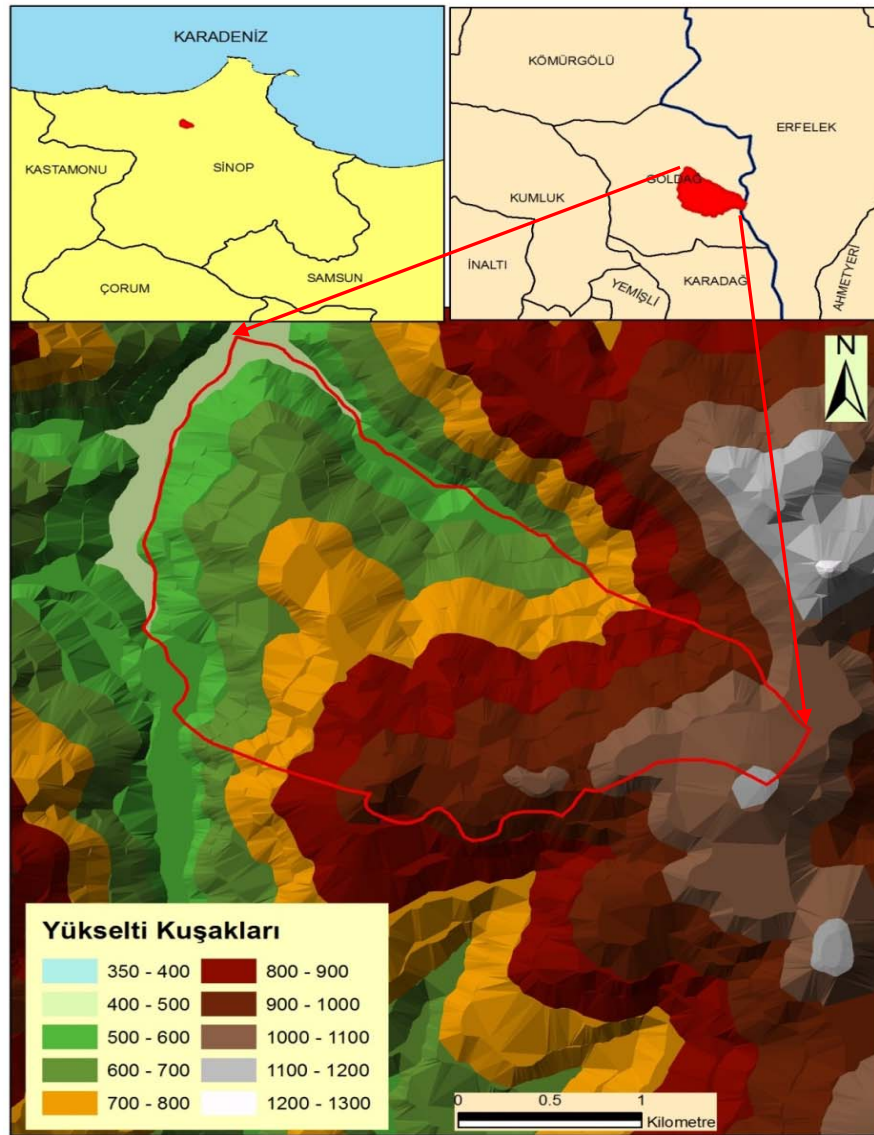 KARADENİZ
KASTAMONU
SİNOP
ÇORUM
SAMSUN
KÖMÜRGÖLÜ
ERFELEK
GÖLDAĞ
KUMLUK
İNALTI
YEMİŞLİ
KARADAĞ
AHMETYERİ
N
Yükselti Kuşakları
350 - 400
400 - 500
500 - 600
600 - 700
700 - 800
800 - 900
900 - 1000
1000 - 1100
1100 - 1200
1200 - 1300
0 0.5 1
Kilometre